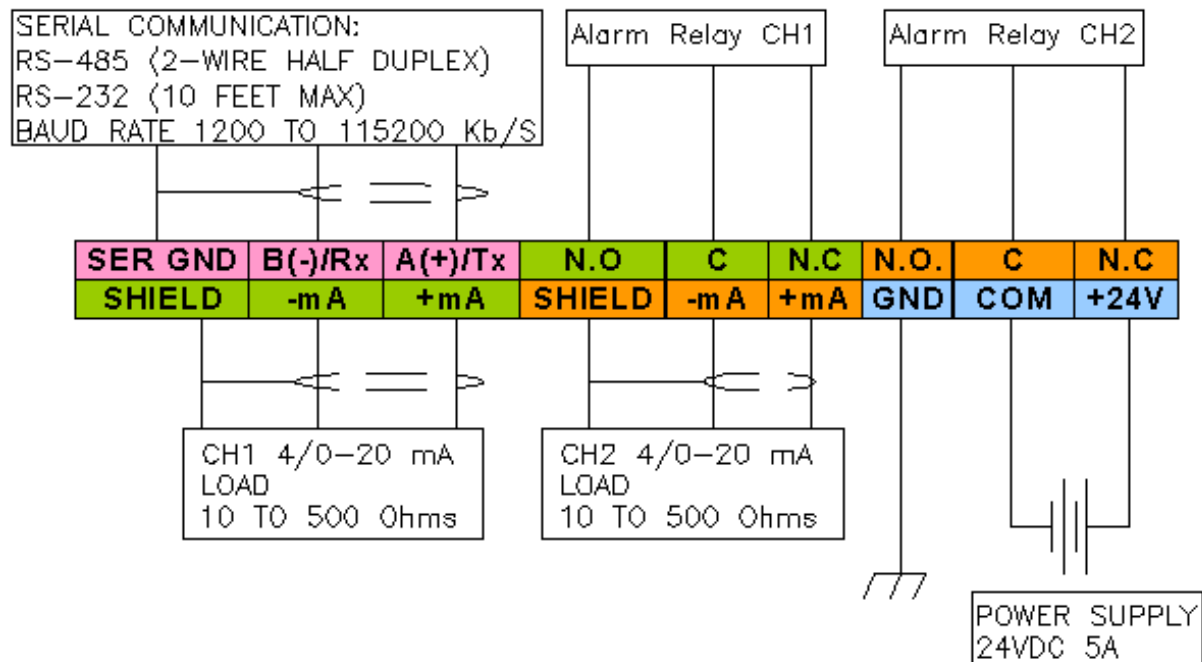 SERIAL COMMUNICATION:
RS-485 (2-WIRE HALF DUPLEX)
RS-232 (10 FEET MAX)
BAUD RATE 1200 TO 115200 Kb/S
Alarm Relay CH1
Alarm Relay CH2
SER GND B(-)/Rx A(+)/Tx N.O C N.C N.O. C N.C
SHIELD -mA +mA SHIELD -mA +mA GND COM +24V
CH1 4/0-20 mA
LOAD
10 TO 500 Ohms
CH2 4/0-20 mA
LOAD
10 TO 500 Ohms
POWER SUPPLY
24VDC 5A